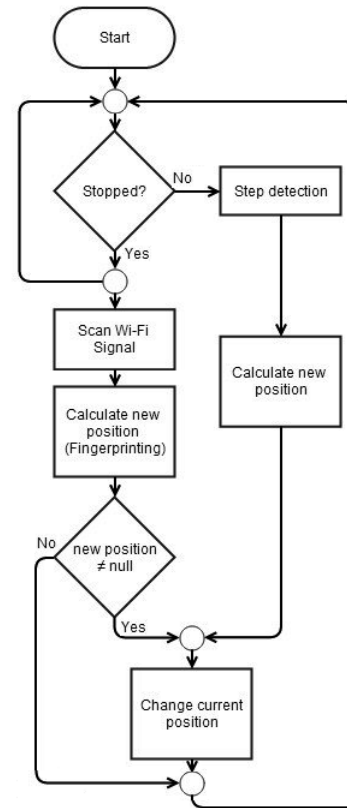 Start
Stopped?
No
Step detection
Yes
Scan Wi-Fi
Signal
Calculate new
position
(Fingerprinting)
Calculate new
position
No
new position
≠ null
Yes
Change current
position